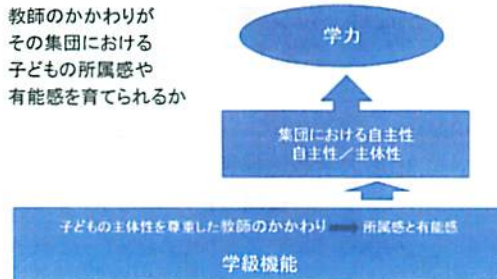 教師のかかわりが
その集団における
子どもの所属感や
有能感を育てられるか
学力
集団における自主性
自主性／主体性
子どもの主体性を尊重した教師のかかわり 所属感と有能感
学級機能